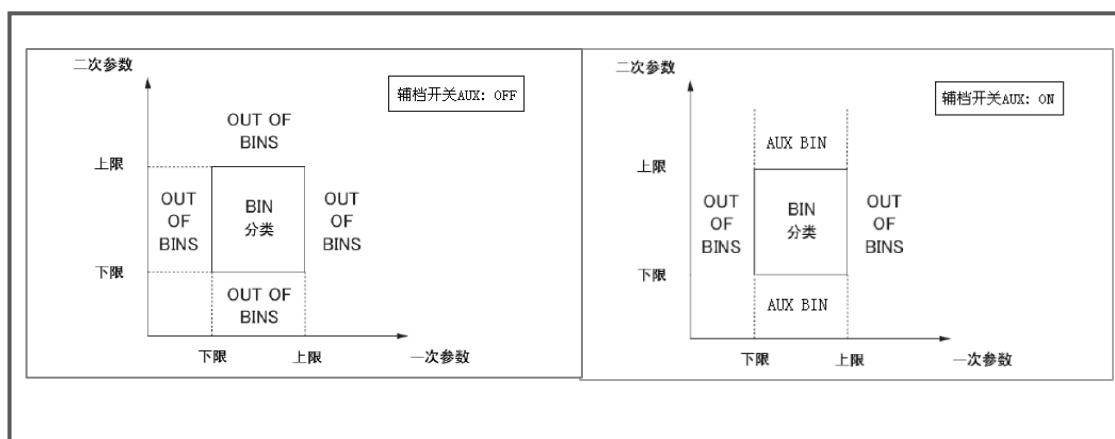 二次参数
辅档开关AUX: OFF
OUT OF
BINS
上限
OUT
OF
BINS
BIN
分类
OUT
OF
BINS
下限
OUT OF
BINS
下限
上限
一次参数
二次参数
辅档开关AUX: ON
AUX BIN
上限
OUT
OF
BINS
BIN
分类
OUT
OF
BINS
下限
AUX BIN
下限
上限
一次参数